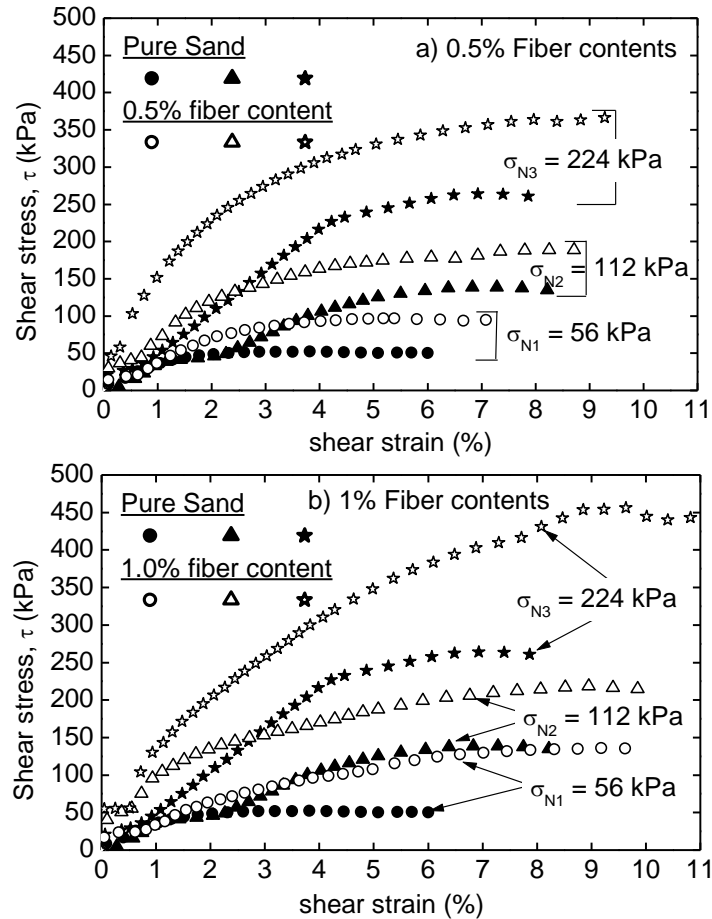 500
450
400
350
300
250
200
150
100
50
0
Shear stress, τ (kPa)
Pure Sand
0.5% fiber content
a) 0.5% Fiber contents
σN3 = 224 kPa
σN2 = 112 kPa
σN1 = 56 kPa
0 1 2 3 4 5 6 7 8 9 10 11
shear strain (%)
500
450
400
350
300
250
200
150
100
50
0
Shear stress, τ (kPa)
Pure Sand
1.0% fiber content
b) 1% Fiber contents
σN3 = 224 kPa
σN2 = 112 kPa
σN1 = 56 kPa
0 1 2 3 4 5 6 7 8 9 10 11
shear strain (%)